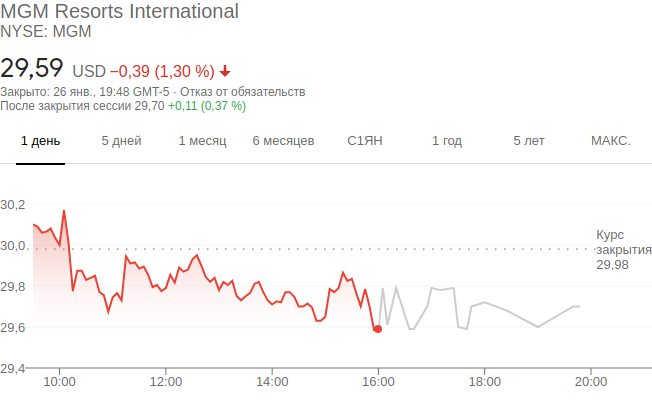 MGM Resorts International
NYSE: MGM
29,59 USD −0,39 (1,30 %)
Закрыто: 26 янв., 19:48 GMT-5 · Отказ от обязательств
После закрытия сессии 29,70 +0,11 (0,37 %)
1 день 5 дней 1 месяц 6 месяцев С1ЯН 1 год 5 лет МАКС.
30,2
30,0
29,8
29,6
29,4
Курс
закрытия
29,98
10:00 12:00 14:00 16:00 18:00 20:00